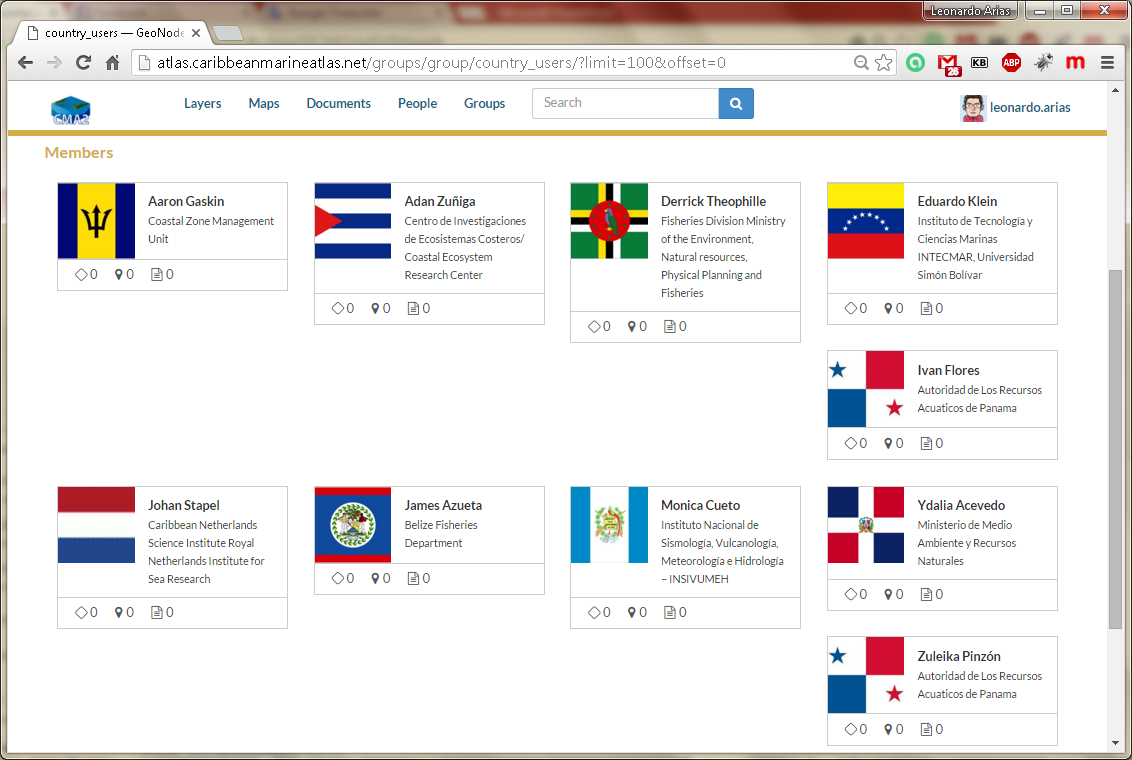 Leonardo Arias
country_users — GeoNode
atlas.caribbeanmarineatlas.net/groups/group/country_users/?limit=100&offset=0
26
KB
ABP
m
CMA2
Layers
Maps
Documents
People
Groups
Search
leonardo.arias
Members
Aaron Gaskin
Coastal Zone Management
Unit
0 0 0
Adan Zuñiga
Centro de Investigaciones
de Ecosistemas Costeros/
Coastal Ecosystem
Research Center
0 0 0
Derrick Theophille
Fisheries Division Ministry
of the Environment,
Natural resources,
Physical Planning and
Fisheries
0 0 0
Eduardo Klein
Instituto de Tecnología y
Ciencias Marinas
INTECMAR, Universidad
Simón Bolívar
0 0 0
Ivan Flores
Autoridad de Los Recursos
Acuaticos de Panama
0 0 0
Johan Stapel
Caribbean Netherlands
Science Institute Royal
Netherlands Institute for
Sea Research
0 0 0
James Azueta
Belize Fisheries
Department
0 0 0
Monica Cueto
Instituto Nacional de
Sismología, Vulcanología,
Meteorología e Hidrología
– INSIVUMEH
0 0 0
Ydalia Acevedo
Ministerio de Medio
Ambiente y Recursos
Naturales
0 0 0
Zuleika Pinzón
Autoridad de Los Recursos
Acuaticos de Panama
0 0 0